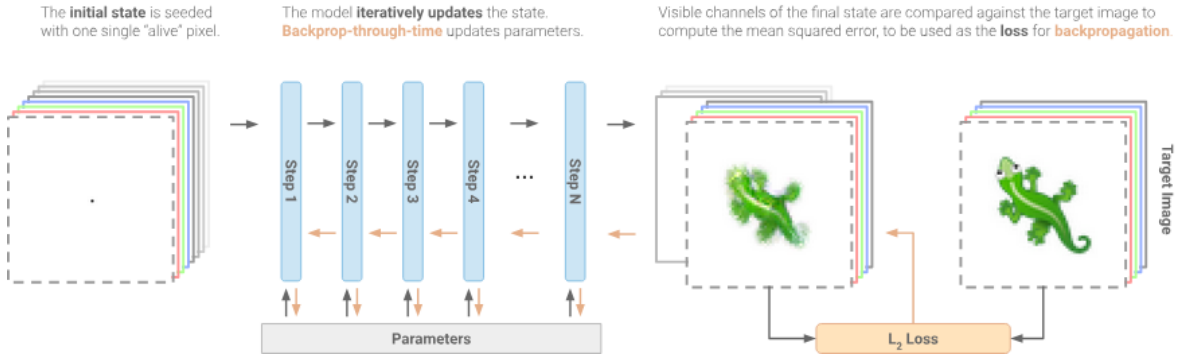 The initial state is seeded
with one single “alive” pixel.
The model iteratively updates the state.
Backprop-through-time updates parameters.
Visible channels of the final state are compared against the target image to
compute the mean squared error, to be used as the loss for backpropagation.
Step 1
Step 2
Step 3
Step 4
...
Step N
Target Image
Parameters
L₂ Loss